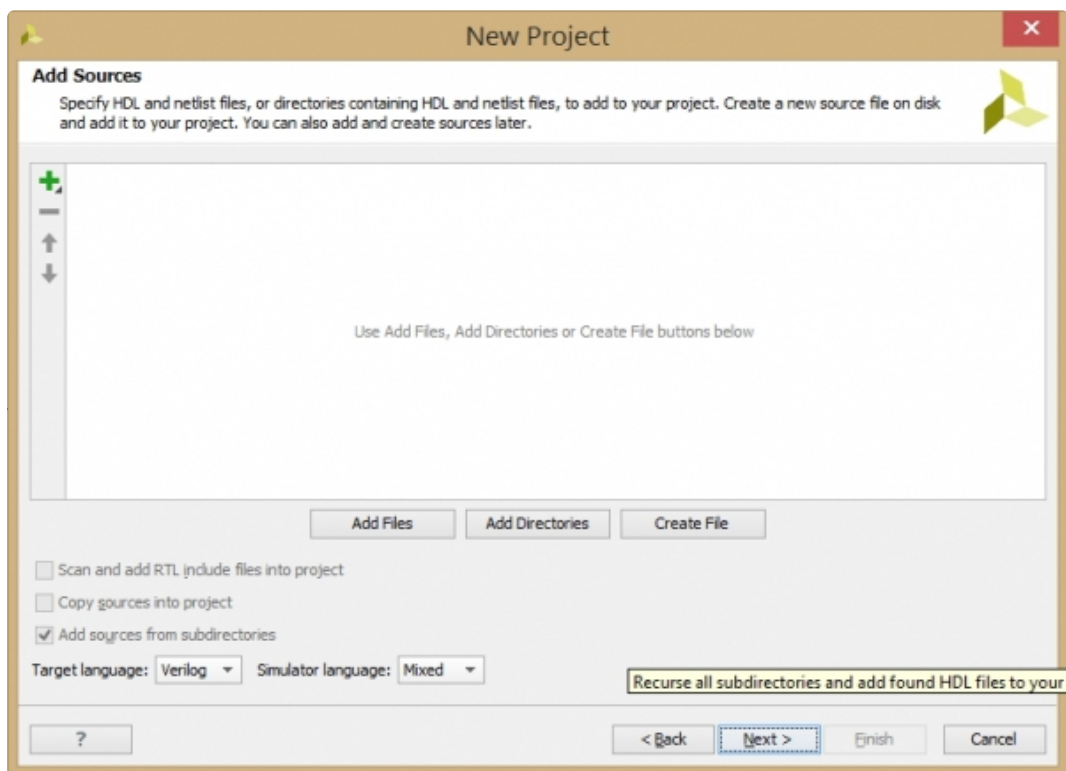 New Project
Add Sources
Specify HDL and netlist files, or directories containing HDL and netlist files, to add to your project. Create a new source file on disk
and add it to your project. You can also add and create sources later.
Use Add Files, Add Directories or Create File buttons below
Add Files Add Directories Create File
Scan and add RTL include files into project
Copy sources into project
Add sources from subdirectories
Target language: Verilog Simulator language: Mixed
Recurse all subdirectories and add found HDL files to your
? < Back Next > Finish Cancel